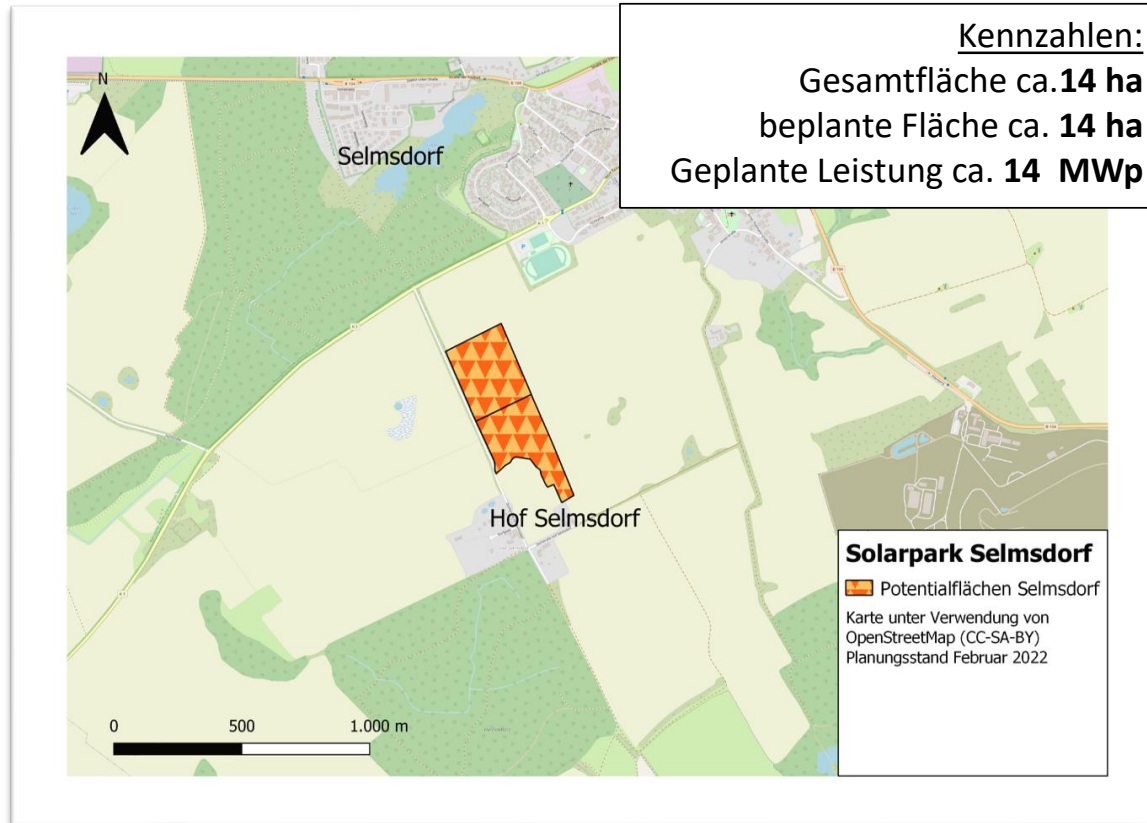 Kennzahlen:
Gesamtfläche ca.14 ha
beplante Fläche ca. 14 ha
Geplante Leistung ca. 14 MWp
N
Selmsdorf
Hof Selmsdorf
Solarpark Selmsdorf
Potentialflächen Selmsdorf
Karte unter Verwendung von
OpenStreetMap (CC-SA-BY)
Planungsstand Februar 2022
0 500 1.000 m